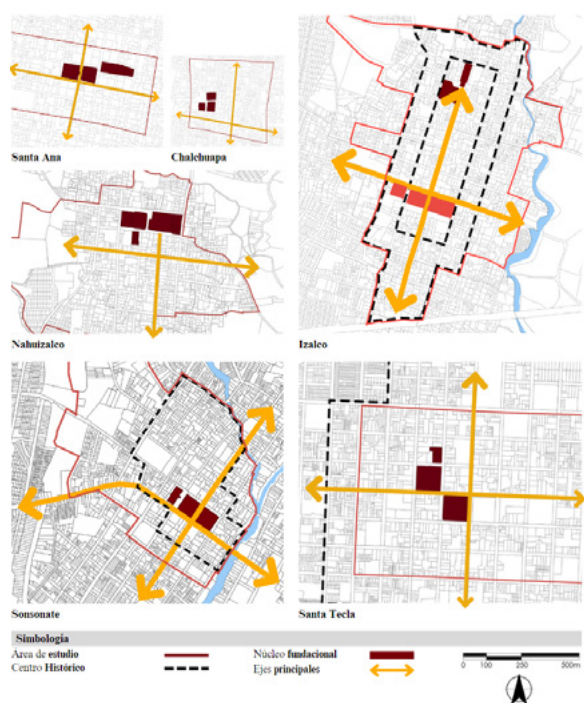 Santa Ana
Chalchuapa
Nahuizalco
Izalco
Sonsonate
Santa Tecla
Simbología
Área de estudio
Núcleo fundacional
Centro Histórico
Ejes principales
0 100 250 500m